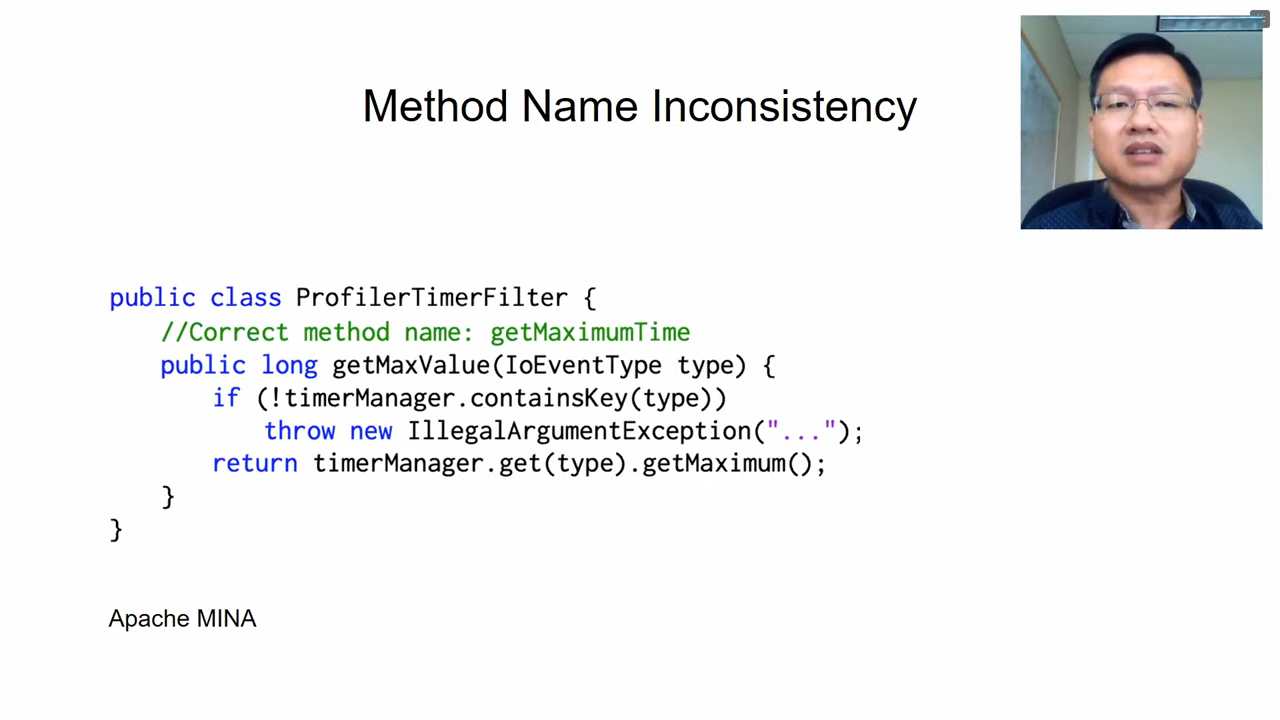 Method Name Inconsistency
public class ProfilerTimerFilter {
//Correct method name: getMaximumTime
public long getMaxValue(IoEventType type) {
if (!timerManager.containsKey(type))
throw new IllegalArgumentException("...");
return timerManager.get(type).getMaximum();
}
}
Apache MINA